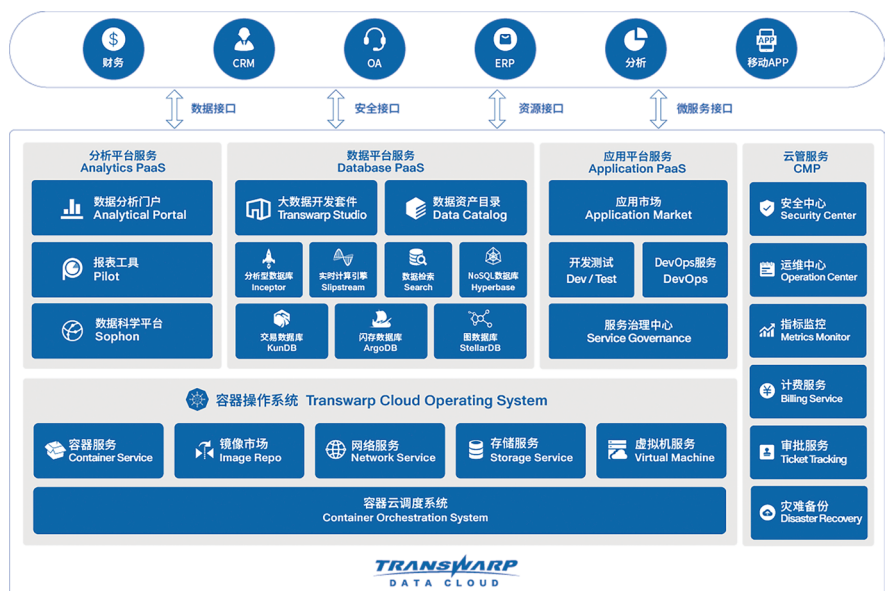 财务
CRM
OA
ERP
分析
APP
移动APP
数据接口
安全接口
资源接口
微服务接口
分析平台服务
Analytics PaaS
数据分析门户
Analytical Portal
报表工具
Pilot
数据科学平台
Sophon
数据平台服务
Database PaaS
大数据开发套件
Transwarp Studio
数据资产目录
Data Catalog
分析型数据库
Inceptor
实时计算引擎
Slipstream
数据检索
Search
NoSQL数据库
Hyperbase
交易数据库
KunDB
闪存数据库
ArgoDB
图数据库
StellarDB
应用平台服务
Application PaaS
应用市场
Application Market
开发测试
Dev / Test
DevOps服务
DevOps
服务治理中心
Service Governance
云管服务
CMP
安全中心
Security Center
运维中心
Operation Center
指标监控
Metrics Monitor
计费服务
Billing Service
审批服务
Ticket Tracking
灾难备份
Disaster Recovery
容器操作系统 Transwarp Cloud Operating System
容器服务
Container Service
镜像市场
Image Repo
网络服务
Network Service
存储服务
Storage Service
虚拟机服务
Virtual Machine
容器云调度系统
Container Orchestration System
TRANSWARP
DATA CLOUD